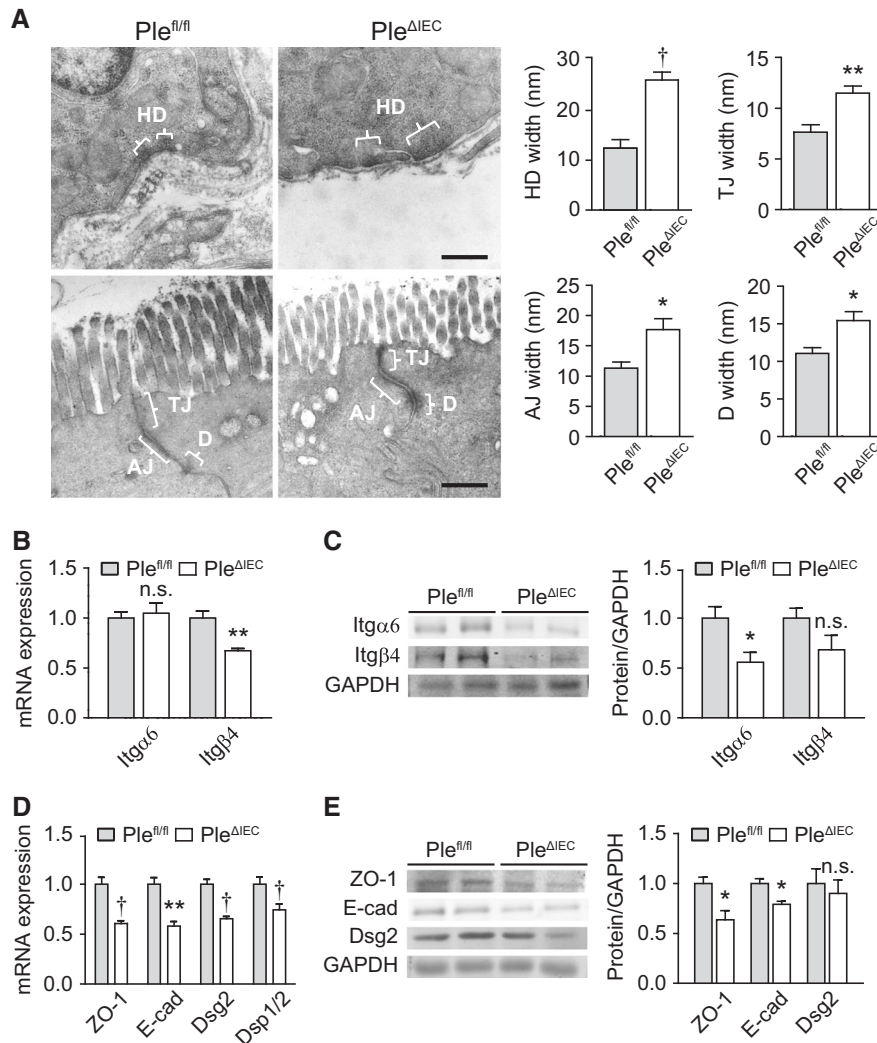 A
Ple^fl/fl
Ple^ΔIEC
HD
HD
TJ
AJ
D
TJ
AJ
D
HD width (nm)
30
20
10
0
†
Ple^fl/fl
Ple^ΔIEC
TJ width (nm)
15
10
5
0
**
Ple^fl/fl
Ple^ΔIEC
AJ width (nm)
25
20
15
10
5
0
*
Ple^fl/fl
Ple^ΔIEC
D width (nm)
20
15
10
5
0
*
Ple^fl/fl
Ple^ΔIEC
B
mRNA expression
1.5
1.0
0.5
0.0
Ple^fl/fl Ple^ΔIEC
n.s.
**
Itgα6
Itgβ4
C
Ple^fl/fl
Ple^ΔIEC
Itgα6
Itgβ4
GAPDH
Protein/GAPDH
1.5
1.0
0.5
0.0
Ple^fl/fl Ple^ΔIEC
*
n.s.
Itgα6
Itgβ4
D
mRNA expression
1.5
1.0
0.5
0.0
Ple^fl/fl Ple^ΔIEC
†
**
†
†
ZO-1
E-cad
Dsg2
Dsp1/2
E
Ple^fl/fl
Ple^ΔIEC
ZO-1
E-cad
Dsg2
GAPDH
Protein/GAPDH
1.5
1.0
0.5
0.0
Ple^fl/fl Ple^ΔIEC
*
*
n.s.
ZO-1
E-cad
Dsg2